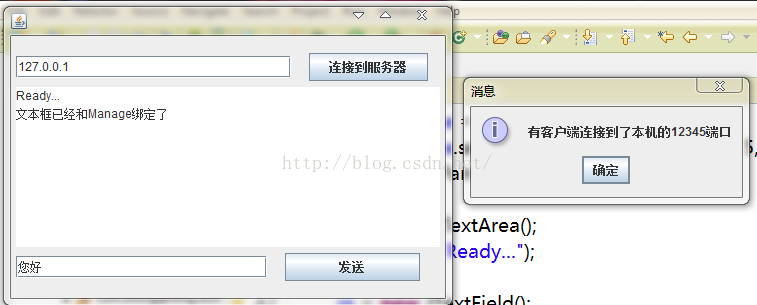 Help
127.0.0.1
连接到服务器
Ready...
文本框已经和Manage绑定了
您好
发送
消息
有客户端连接到了本机的12345端口
确定
http://blog.csdn.net/
extArea();
Ready...");
extField();